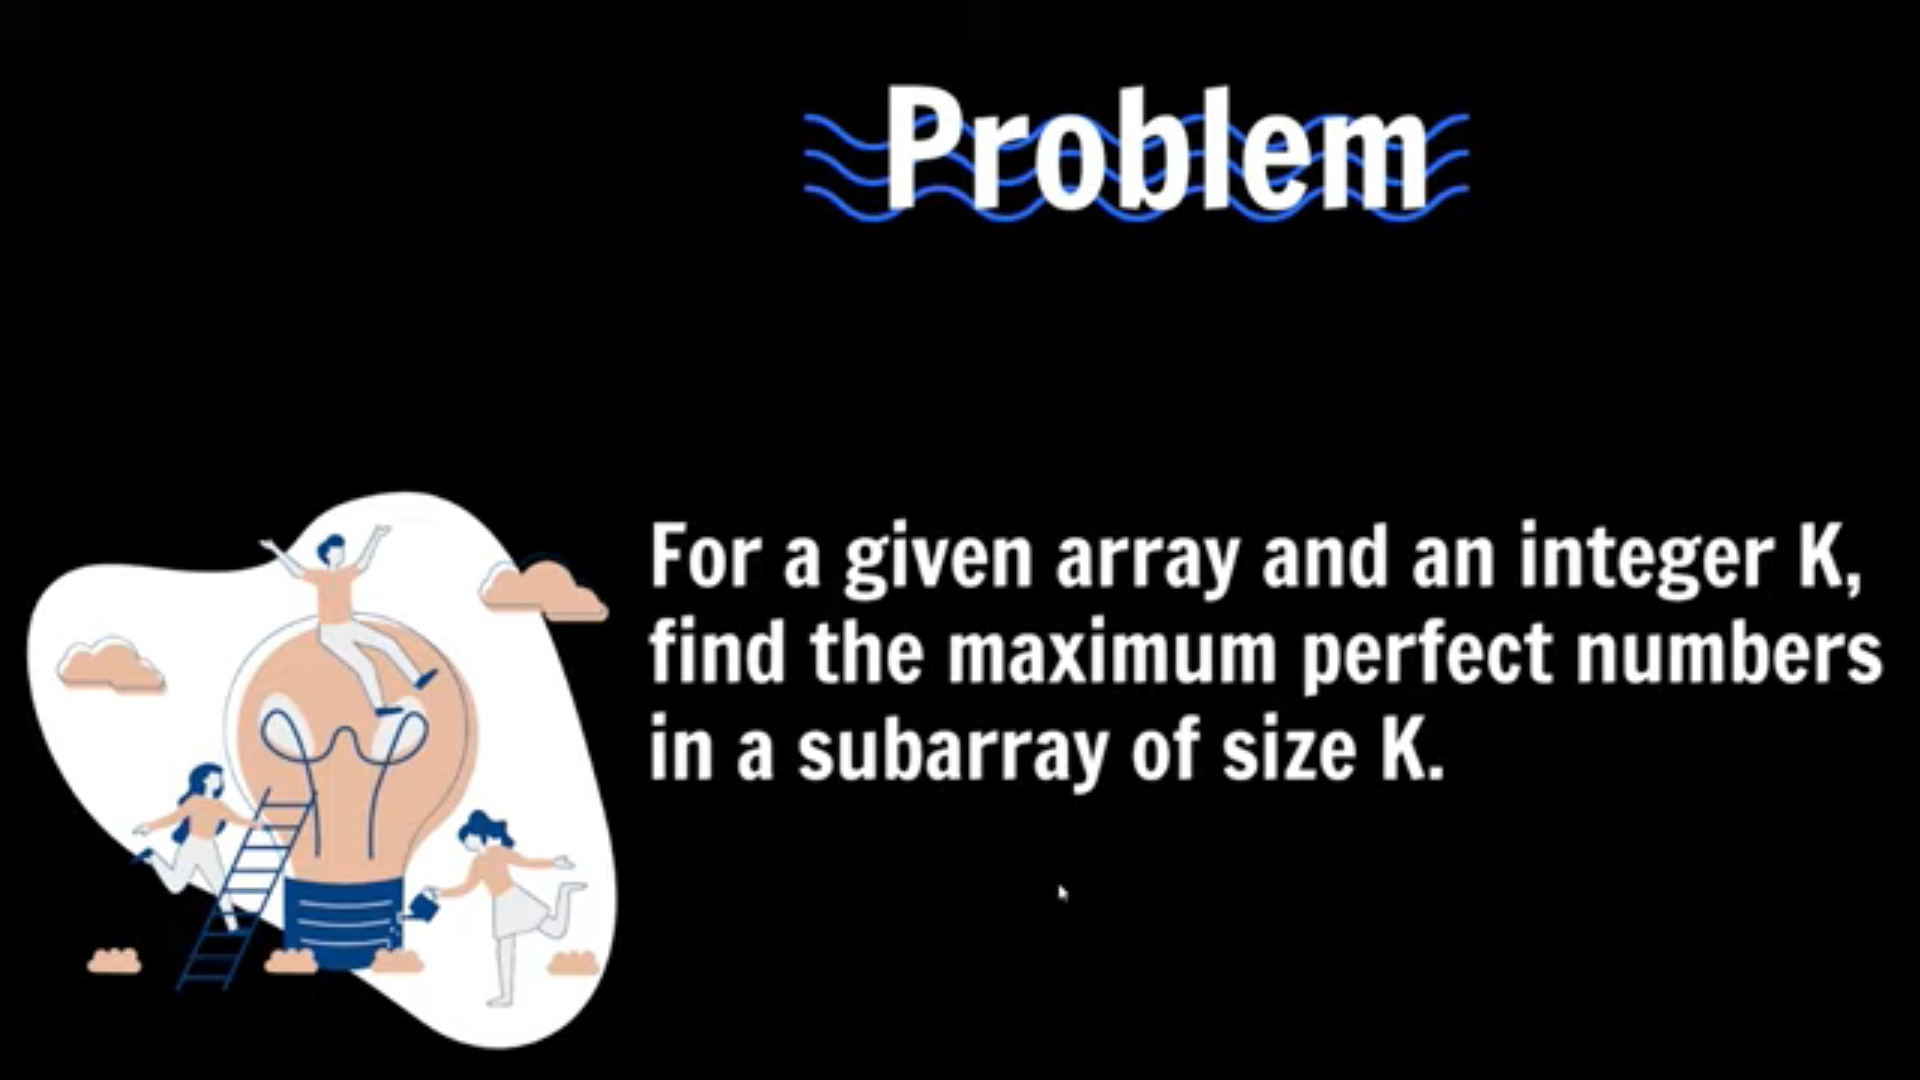 Problem
For a given array and an integer K,
find the maximum perfect numbers
in a subarray of size K.